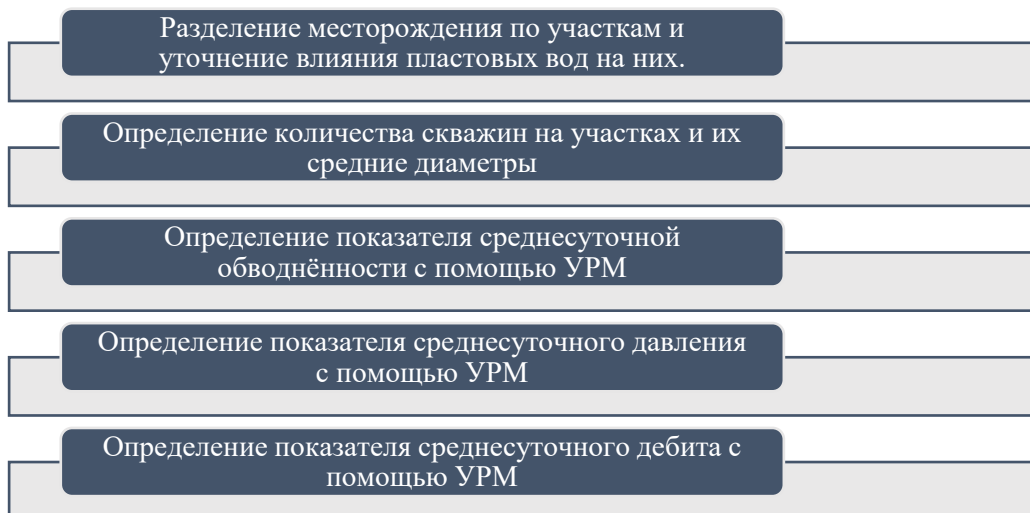 Разделение месторождения по участкам и
уточнение влияния пластовых вод на них.
Определение количества скважин на участках и их
средние диаметры
Определение показателя среднесуточной
обводнённости с помощью УРМ
Определение показателя среднесуточного давления
с помощью УРМ
Определение показателя среднесуточного дебита с
помощью УРМ